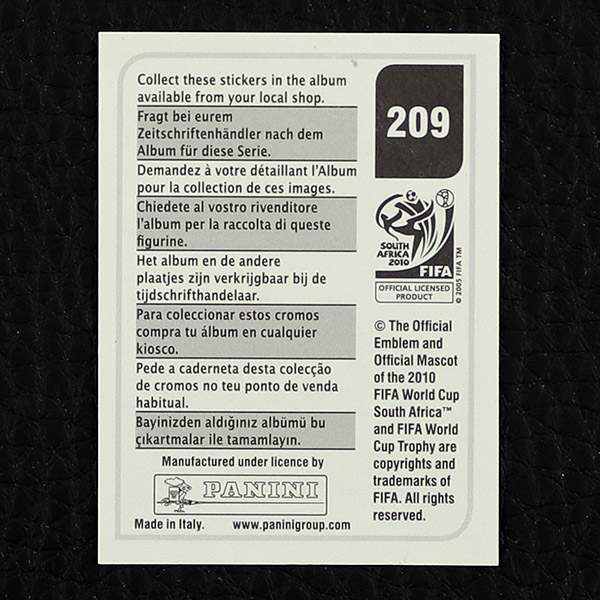 Collect these stickers in the album
available from your local shop.
Fragt bei eurem
Zeitschriftenhändler nach dem
Album für diese Serie.
Demandez à votre détaillant l'Album
pour la collection de ces images.
Chiedete al vostro rivenditore
l'album per la raccolta di queste
figurine.
Het album en de andere
plaatjes zijn verkrijgbaar bij de
tijdschrifthandelaar.
Para coleccionar estos cromos
compra tu álbum en cualquier
kiosco.
Pede a caderneta desta colecção
de cromos no teu ponto de venda
habitual.
Bayinizden aldığınız albümü bu
çıkartmalar ile tamamlayın.
Manufactured under licence by
PANINI
Made in Italy. www.paninigroup.com
209
SOUTH
AFRICA
2010
FIFA
© 2005 FIFA TM
OFFICIAL LICENSED
PRODUCT
© The Official
Emblem and
Official Mascot
of the 2010
FIFA World Cup
South Africa™
and FIFA World
Cup Trophy are
copyrights and
trademarks of
FIFA. All rights
reserved.